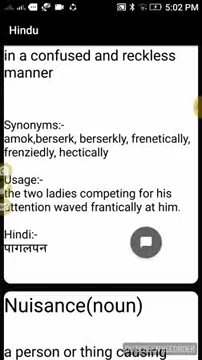 5:02 PM
Hindu
in a confused and reckless
manner
Synonyms:-
amok,berserk, berserkly, frenetically,
frenziedly, hectically
Usage:-
the two ladies competing for his
attention waved frantically at him.
Hindi:-
पागलपन
Nuisance(noun)
a person or thing causing